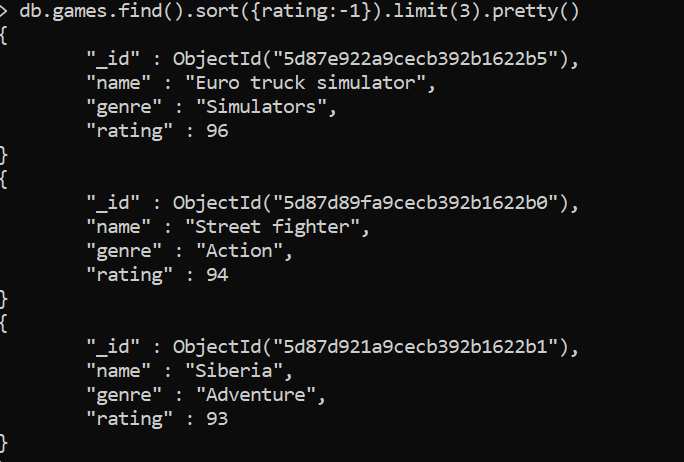 > db.games.find().sort({rating:-1}).limit(3).pretty()
{
"_id" : ObjectId("5d87e922a9cecb392b1622b5"),
"name" : "Euro truck simulator",
"genre" : "Simulators",
"rating" : 96
}
{
"_id" : ObjectId("5d87d89fa9cecb392b1622b0"),
"name" : "Street fighter",
"genre" : "Action",
"rating" : 94
}
{
"_id" : ObjectId("5d87d921a9cecb392b1622b1"),
"name" : "Siberia",
"genre" : "Adventure",
"rating" : 93
}